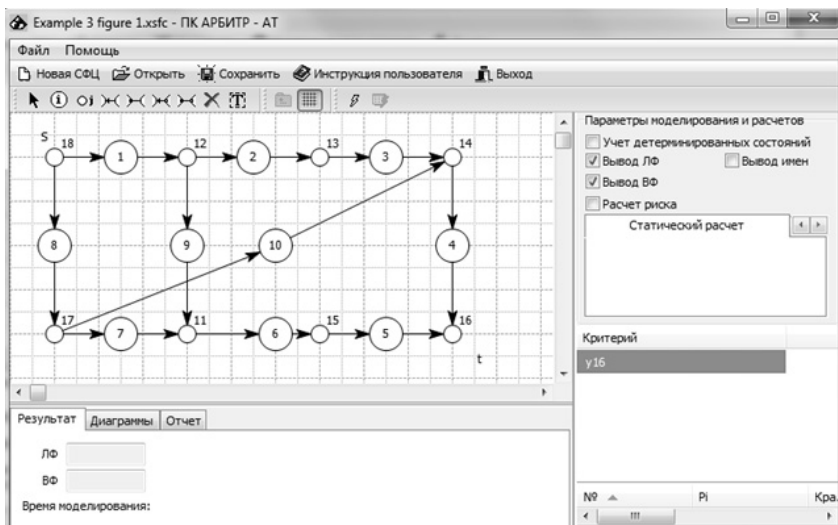 Example 3 figure 1.xsfc - ПК АРБИТР - АТ
Файл Помощь
Новая СФЦ Открыть Сохранить Инструкция пользователя Выход
S
18 12 13 14
1 2 3
8 9 10 4
17 11 15 16
7 6 5
t
Параметры моделирования и расчетов
Учет детерминированных состояний
Вывод ЛФ Вывод имен
Вывод ВФ
Расчет риска
Статический расчет
Критерий
y16
№ Pi Кра.
Результат Диаграммы Отчет
ЛФ
ВФ
Время моделирования: